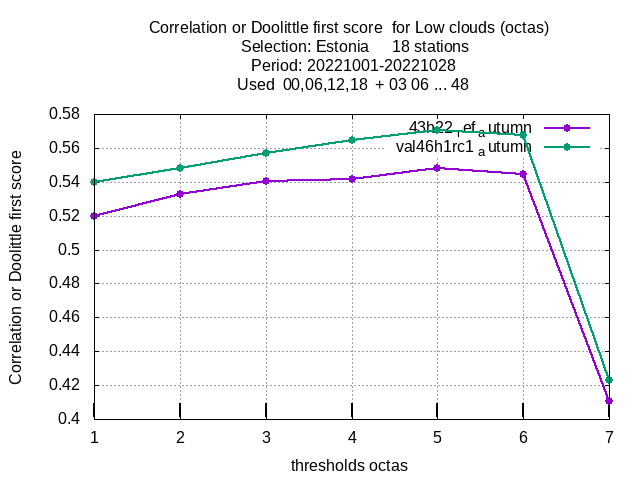 Correlation or Doolittle first score  for Low clouds (octas)
Selection: Estonia     18 stations
Period: 20221001-20221028
Used  00,06,12,18  + 03 06 ... 48
0.58
0.56
0.54
0.52
0.5
0.48
0.46
0.44
0.42
0.4
1 2 3 4 5 6 7
Correlation or Doolittle first score
thresholds octas
43h22_ref_autumn
val46h1rc1_autumn